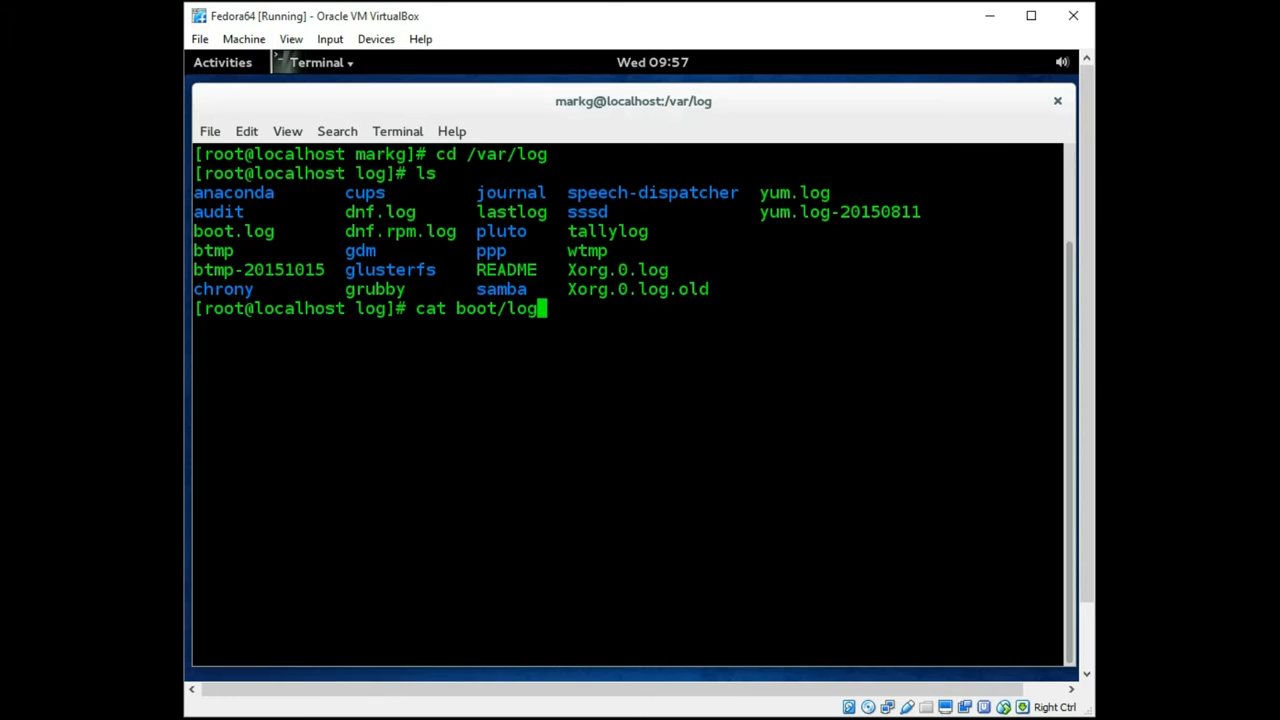 Fedora64 [Running] - Oracle VM VirtualBox
File Machine View Input Devices Help
Activities Terminal Wed 09:57
markg@localhost:/var/log
File Edit View Search Terminal Help
[root@localhost markg]# cd /var/log
[root@localhost log]# ls
anaconda cups journal speech-dispatcher yum.log
audit dnf.log lastlog sssd yum.log-20150811
boot.log dnf.rpm.log pluto tallylog
btmp gdm ppp wtmp
btmp-20151015 glusterfs README Xorg.0.log
chrony grubby samba Xorg.0.log.old
[root@localhost log]# cat boot/log
Right Ctrl